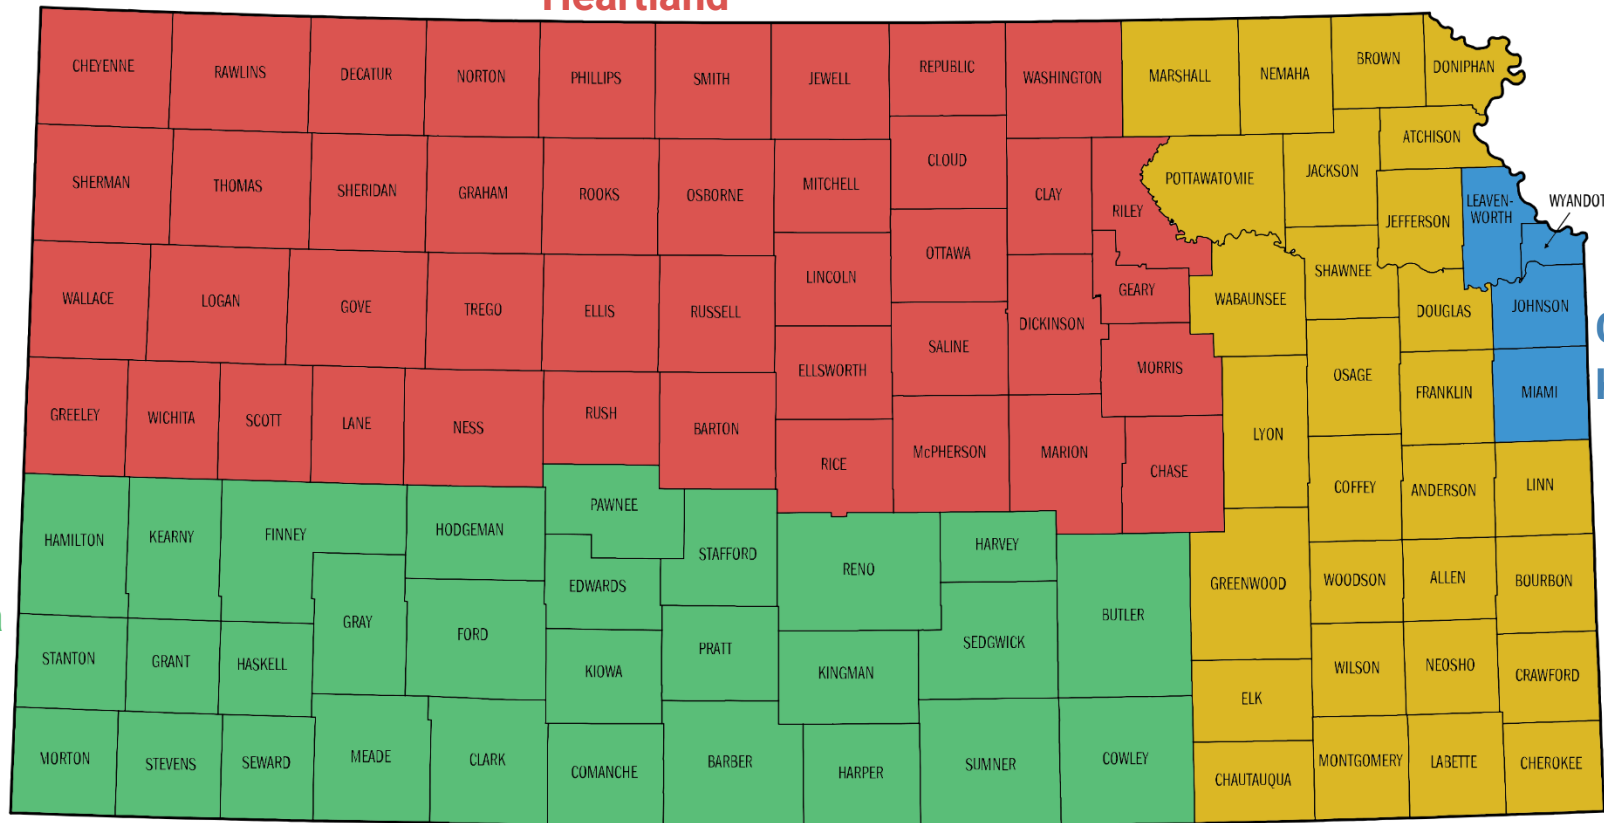 Heartland
CHEYENNE
RAWLINS
DECATUR
NORTON
PHILLIPS
SMITH
JEWELL
REPUBLIC
WASHINGTON
MARSHALL
NEMAHA
BROWN
DONIPHAN
SHERMAN
THOMAS
SHERIDAN
GRAHAM
ROOKS
OSBORNE
MITCHELL
CLOUD
CLAY
RILEY
POTTAWATOMIE
JACKSON
ATCHISON
JEFFERSON
LEAVEN-
WORTH
WYANDOT
WALLACE
LOGAN
GOVE
TREGO
ELLIS
RUSSELL
LINCOLN
OTTAWA
DICKINSON
GEARY
WABAUNSEE
SHAWNEE
DOUGLAS
JOHNSON
ELLSWORTH
SALINE
MORRIS
OSAGE
FRANKLIN
MIAMI
GREELEY
WICHITA
SCOTT
LANE
NESS
RUSH
BARTON
RICE
McPHERSON
MARION
CHASE
LYON
COFFEY
ANDERSON
LINN
HAMILTON
KEARNY
FINNEY
HODGEMAN
PAWNEE
STAFFORD
RENO
HARVEY
BUTLER
GREENWOOD
WOODSON
ALLEN
BOURBON
GRAY
FORD
EDWARDS
STANTON
GRANT
HASKELL
KIOWA
PRATT
KINGMAN
SEDGWICK
ELK
WILSON
NEOSHO
CRAWFORD
MORTON
STEVENS
SEWARD
MEADE
CLARK
COMANCHE
BARBER
HARPER
SUMNER
COWLEY
CHAUTAUQUA
MONTGOMERY
LABETTE
CHEROKEE